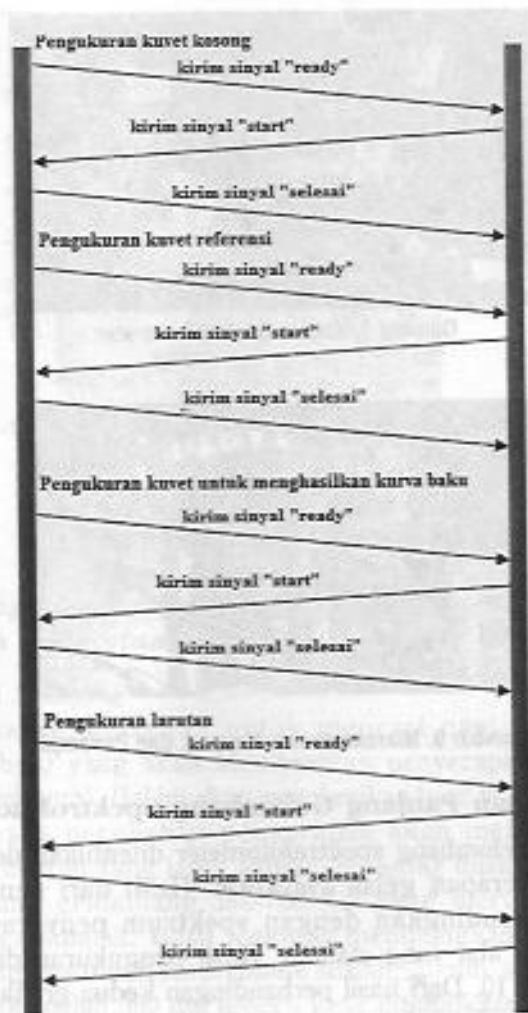 Pengukuran kuvet kosong
kirim sinyal "ready"
kirim sinyal "start"
kirim sinyal "selesai"
Pengukuran kuvet referensi
kirim sinyal "ready"
kirim sinyal "start"
kirim sinyal "selesai"
Pengukuran kuvet untuk menghasilkan kurva baku
kirim sinyal "ready"
kirim sinyal "start"
kirim sinyal "selesai"
Pengukuran larutan
kirim sinyal "ready"
kirim sinyal "start"
kirim sinyal "selesai"
kirim sinyal "selesai"